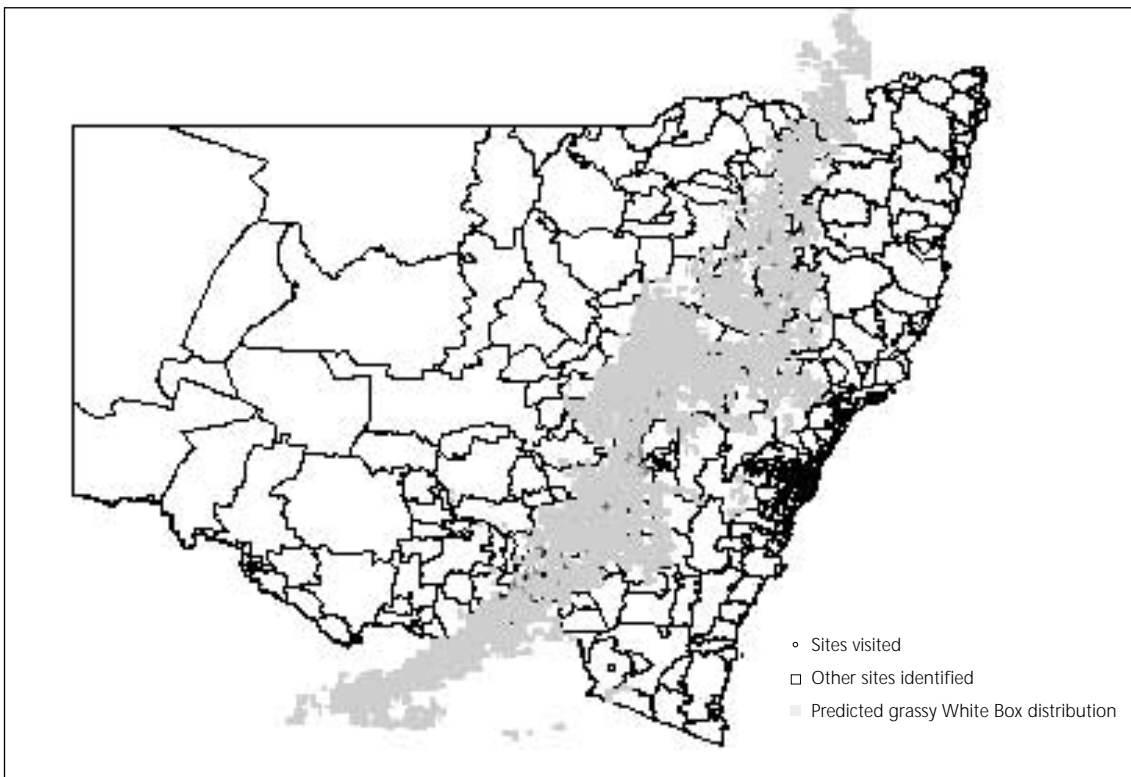 Sites visited
Other sites identified
Predicted grassy White Box distribution